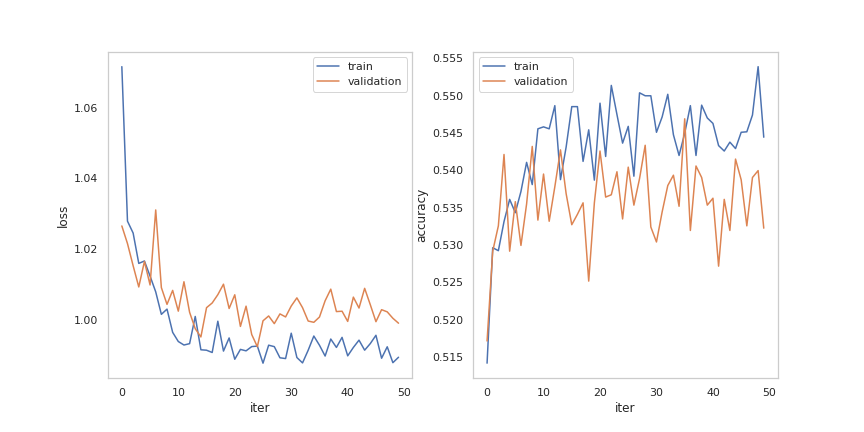 train
validation
1.06
1.04
1.02
1.00
loss
0 10 20 30 40 50
iter
train
validation
0.555
0.550
0.545
0.540
0.535
0.530
0.525
0.520
0.515
accuracy
0 10 20 30 40 50
iter